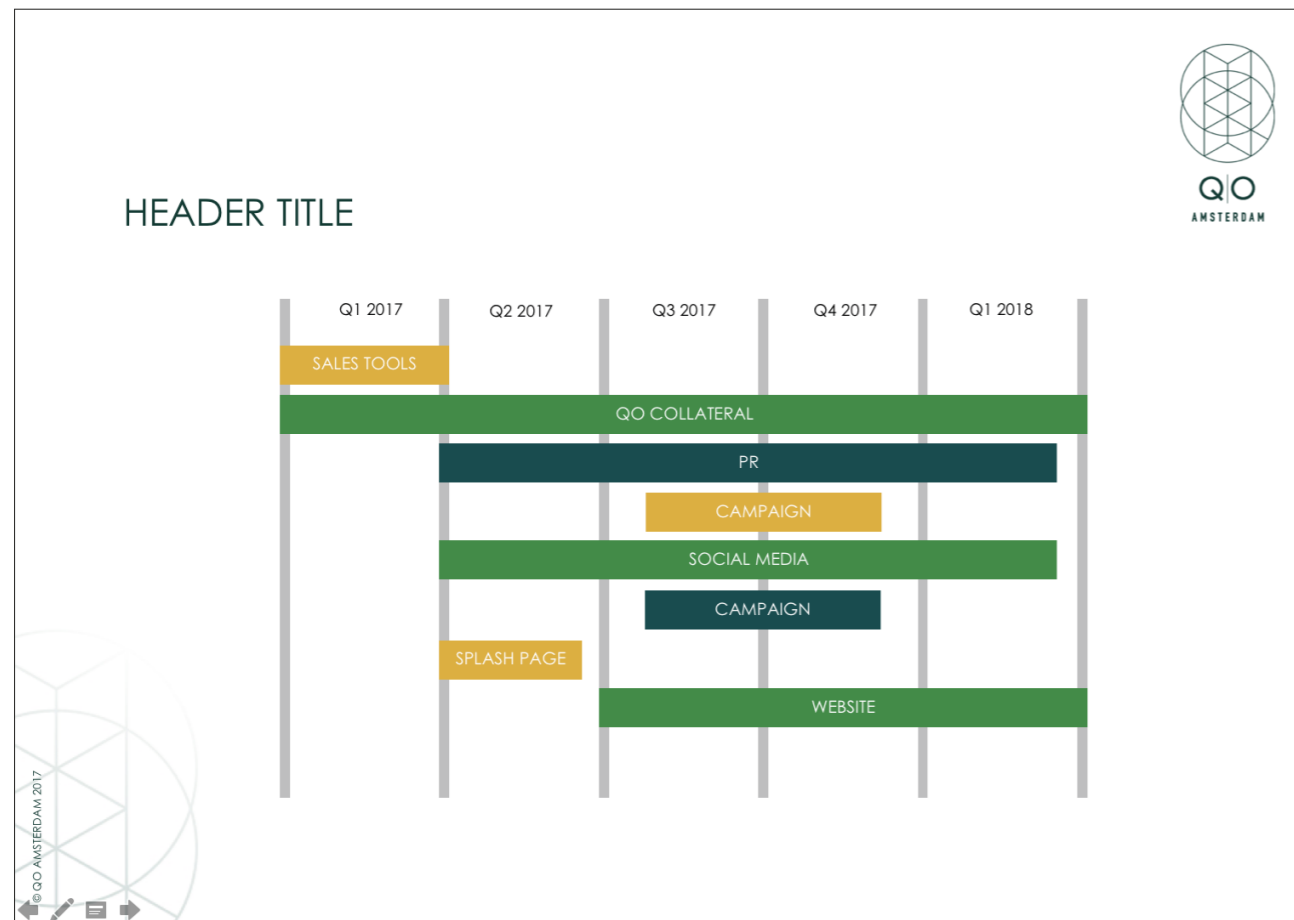 Q|O
AMSTERDAM
HEADER TITLE
Q1 2017
Q2 2017
Q3 2017
Q4 2017
Q1 2018
SALES TOOLS
QO COLLATERAL
PR
CAMPAIGN
SOCIAL MEDIA
CAMPAIGN
SPLASH PAGE
WEBSITE
© QO AMSTERDAM 2017